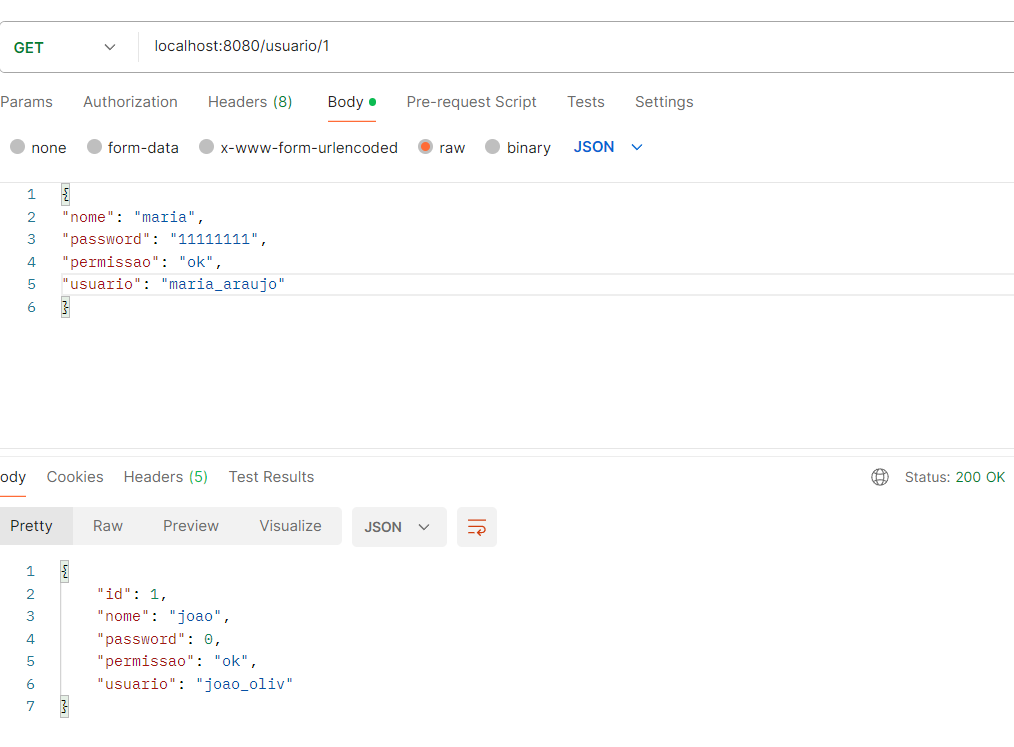 GET localhost:8080/usuario/1
Params Authorization Headers (8) Body Pre-request Script Tests Settings
none form-data x-www-form-urlencoded raw binary JSON
1 {
2 "nome": "maria",
3 "password": "11111111",
4 "permissao": "ok",
5 "usuario": "maria_araujo"
6 }
ody Cookies Headers (5) Test Results Status: 200 OK
Pretty Raw Preview Visualize JSON
1 {
2 "id": 1,
3 "nome": "joao",
4 "password": 0,
5 "permissao": "ok",
6 "usuario": "joao_oliv"
7 }